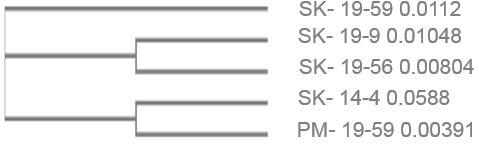 SK- 19-59 0.0112
SK- 19-9 0.01048
SK- 19-56 0.00804
SK- 14-4 0.0588
PM- 19-59 0.00391